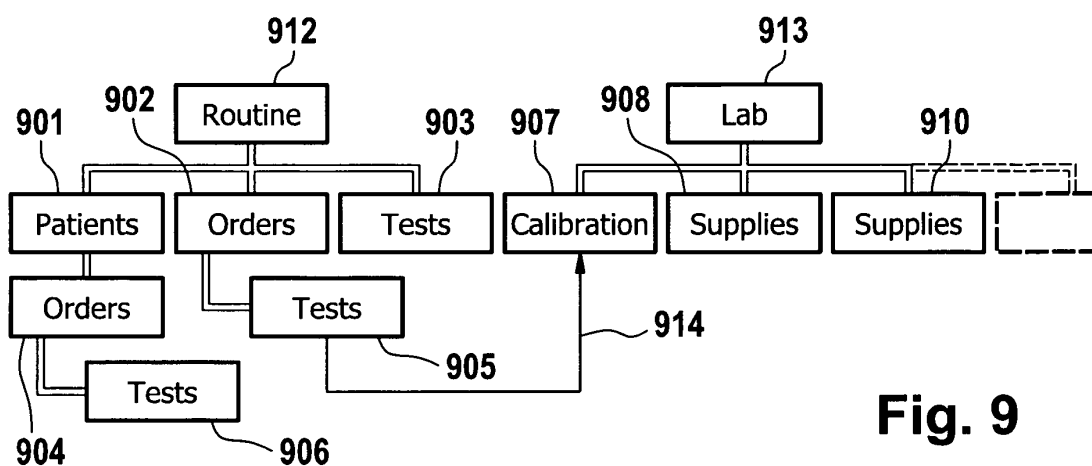 912
913
901
902
Routine
903
907
908
Lab
910
Patients
Orders
Tests
Calibration
Supplies
Supplies
Orders
Tests
914
905
Tests
904
906
Fig. 9